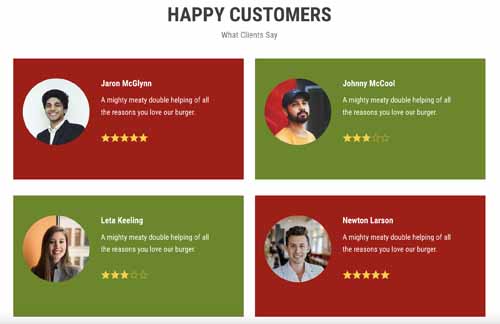 HAPPY CUSTOMERS
What Clients Say
Jaron McGlynn
A mighty meaty double helping of all
the reasons you love our burger.
Johnny McCool
A mighty meaty double helping of all
the reasons you love our burger.
Leta Keeling
A mighty meaty double helping of all
the reasons you love our burger.
Newton Larson
A mighty meaty double helping of all
the reasons you love our burger.